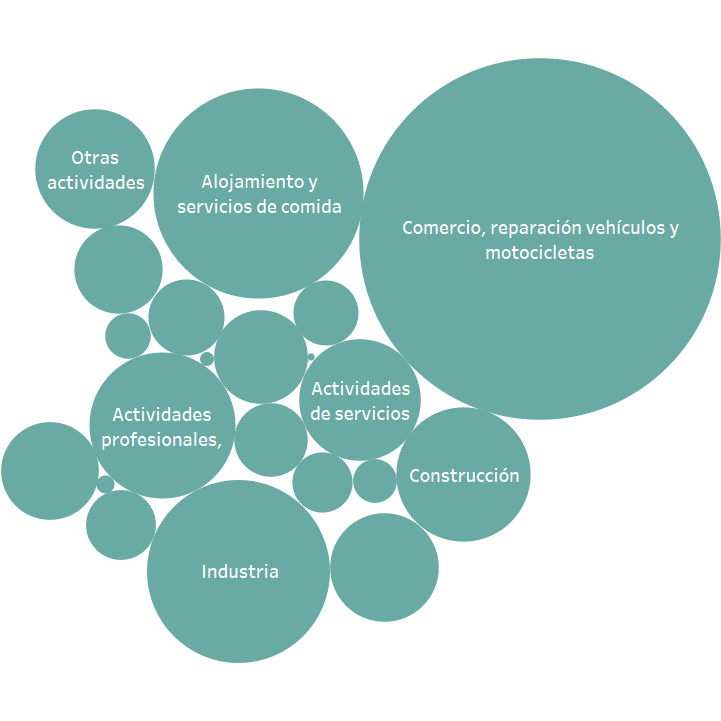 Otras
actividades
Alojamiento y
servicios de comida
Comercio, reparación vehículos y
motocicletas
Actividades
de servicios
Actividades
profesionales,
Construcción
Industria